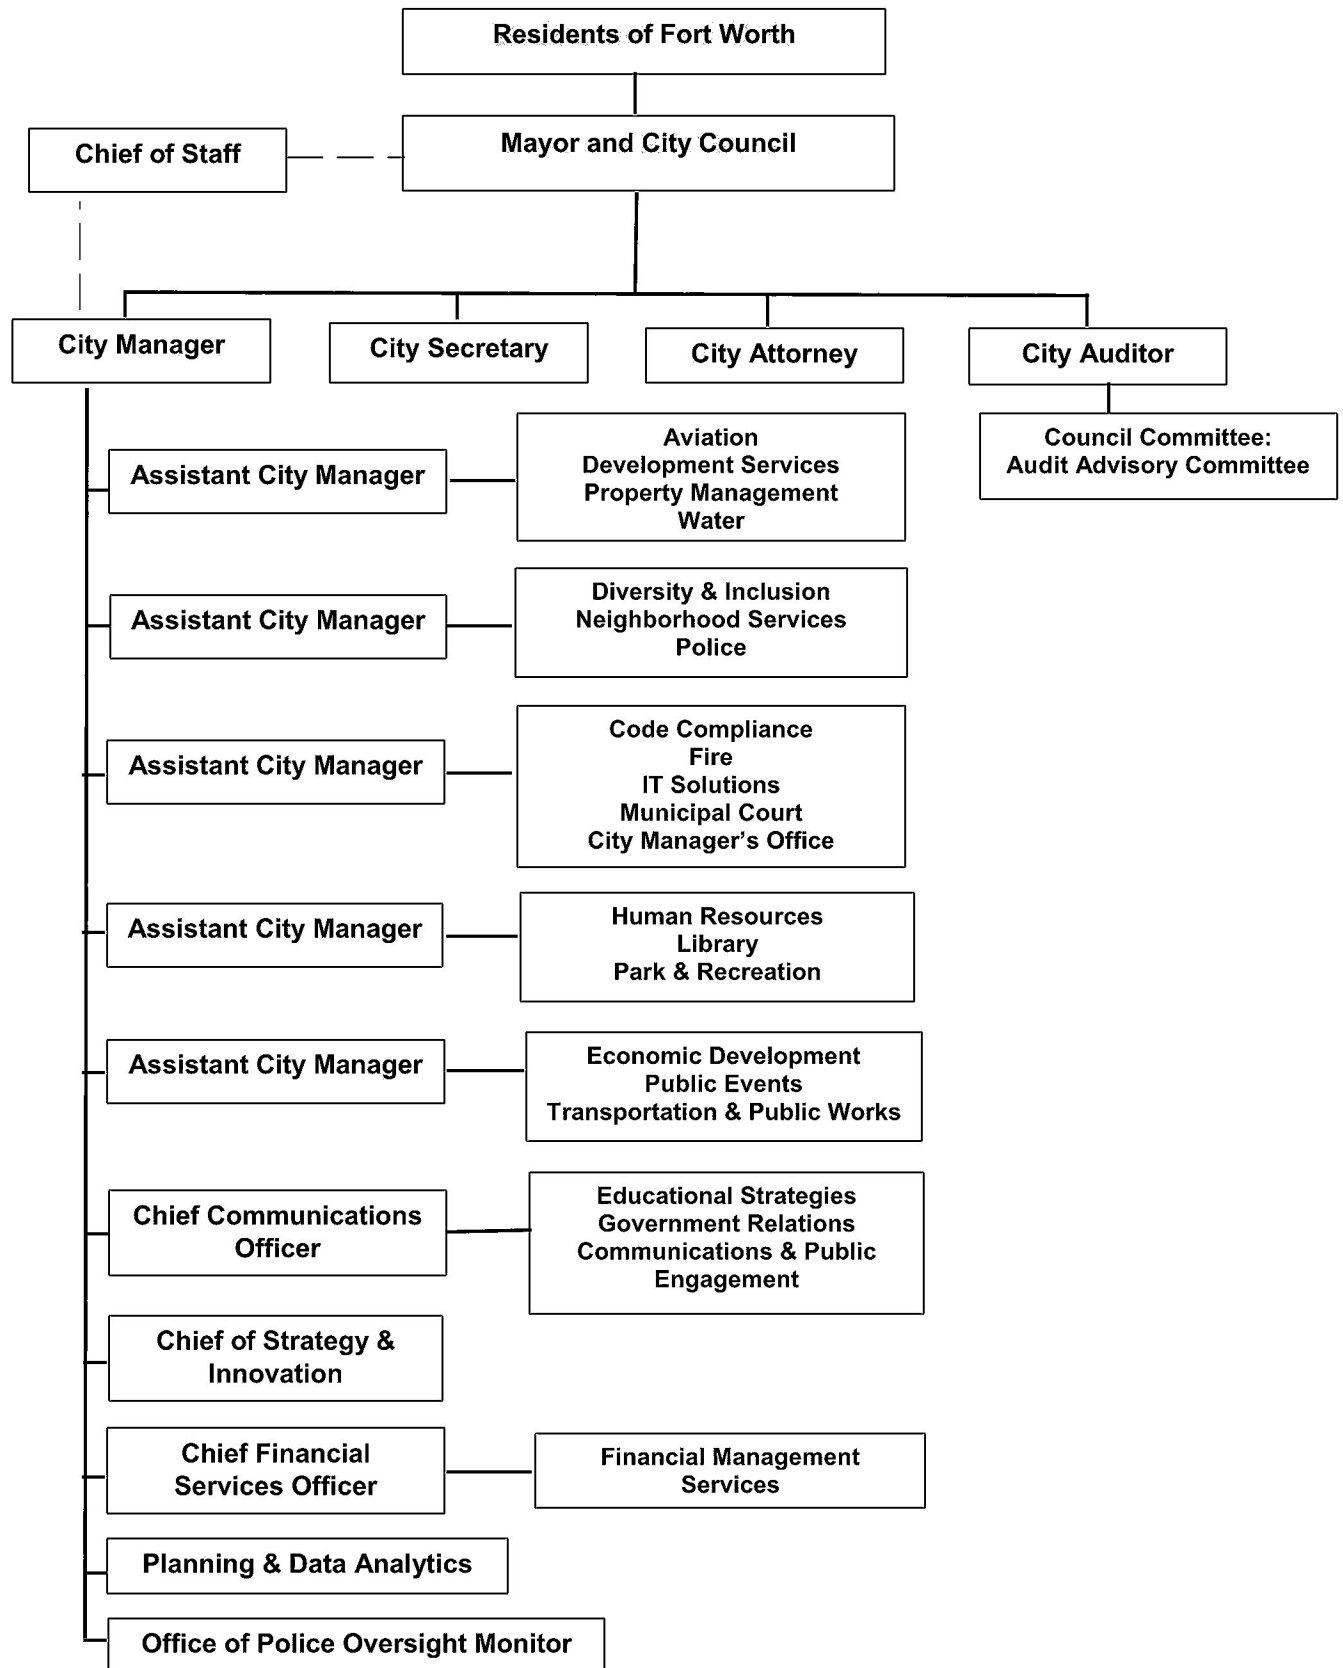 Residents of Fort Worth
Mayor and City Council
Chief of Staff
City Manager
City Secretary
City Attorney
City Auditor
Council Committee:
Audit Advisory Committee
Assistant City Manager
Aviation
Development Services
Property Management
Water
Assistant City Manager
Diversity & Inclusion
Neighborhood Services
Police
Assistant City Manager
Code Compliance
Fire
IT Solutions
Municipal Court
City Manager’s Office
Assistant City Manager
Human Resources
Library
Park & Recreation
Assistant City Manager
Economic Development
Public Events
Transportation & Public Works
Chief Communications
Officer
Educational Strategies
Government Relations
Communications & Public
Engagement
Chief of Strategy &
Innovation
Chief Financial
Services Officer
Financial Management
Services
Planning & Data Analytics
Office of Police Oversight Monitor